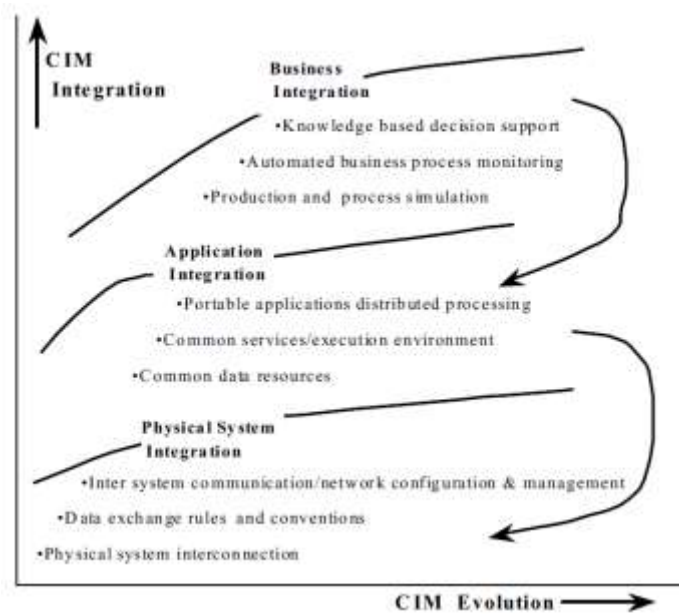 CIM
Integration
Business
Integration
•Knowledge based decision support
•Automated business process monitoring
•Production and process simulation
Application
Integration
•Portable applications distributed processing
•Common services/execution environment
•Common data resources
Physical System
Integration
•Inter system communication/network configuration & management
•Data exchange rules and conventions
•Physical system interconnection
CIM Evolution